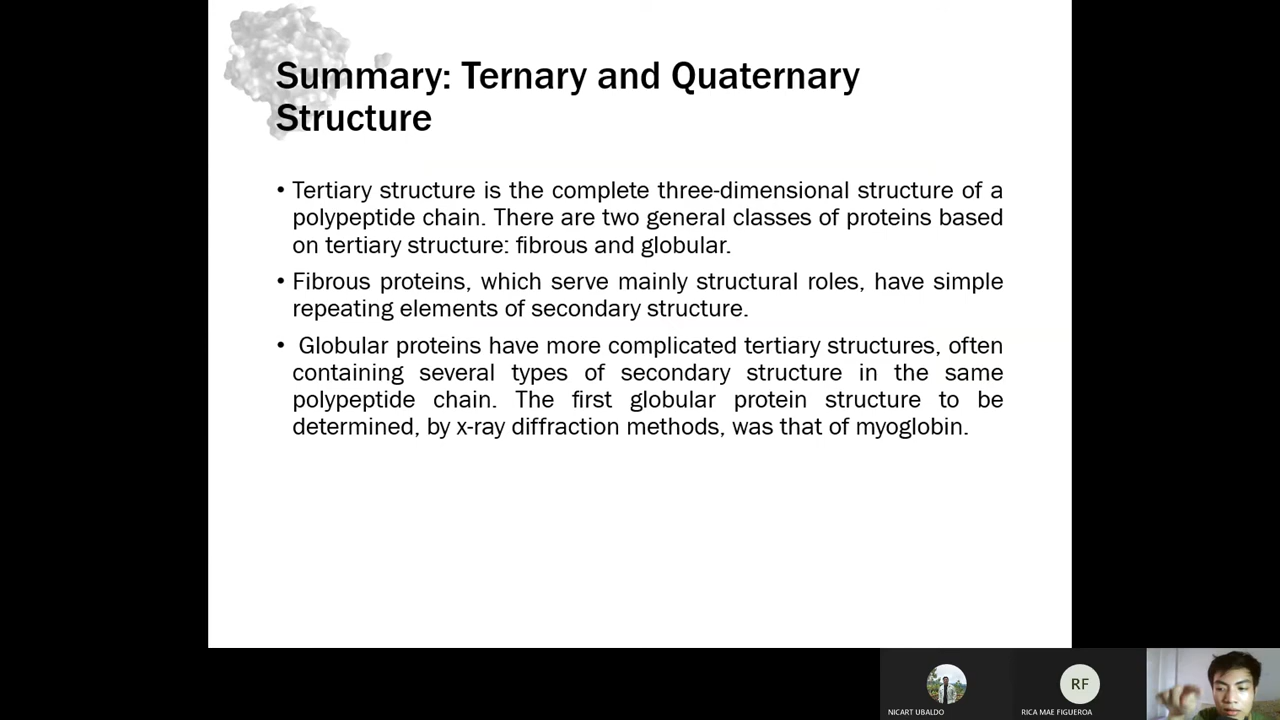 Summary: Ternary and Quaternary
Structure
• Tertiary structure is the complete three-dimensional structure of a
polypeptide chain. There are two general classes of proteins based
on tertiary structure: fibrous and globular.
• Fibrous proteins, which serve mainly structural roles, have simple
repeating elements of secondary structure.
• Globular proteins have more complicated tertiary structures, often
containing several types of secondary structure in the same
polypeptide chain. The first globular protein structure to be
determined, by x-ray diffraction methods, was that of myoglobin.
RF
NICART UBALDO
RICA MAE FIGUEROA